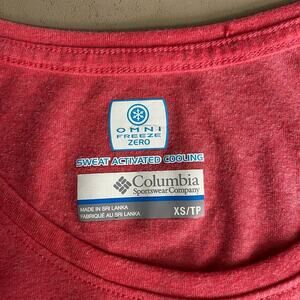 OMNI
FREEZE
ZERO
SWEAT ACTIVATED COOLING
Columbia
Sportswear Company
MADE IN SRI LANKA
FABRIQUÉ AU SRI LANKA
XS/TP